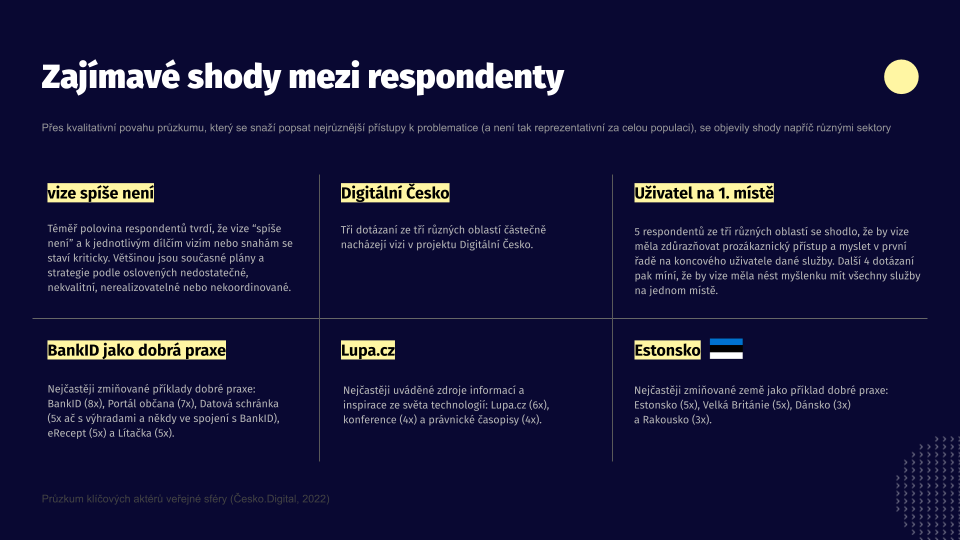 Zajímavé shody mezi respondenty
Přes kvalitativní povahu průzkumu, který se snaží popsat nejrůznější přístupy k problematice (a není tak reprezentativní za celou populaci), se objevily shody napříč různými sektory
vize spíše není
Téměř polovina respondentů tvrdí, že vize “spíše
není” a k jednotlivým dílčím vizím nebo snahám se
staví kriticky. Většinou jsou současné plány a
strategie podle oslovených nedostatečné,
nekvalitní, nerealizovatelné nebo nekoordinované.
Digitální Česko
Tři dotázaní ze tří různých oblastí částečně
nacházejí vizi v projektu Digitální Česko.
Uživatel na 1. místě
5 respondentů ze tří různých oblastí se shodlo, že by vize
měla zdůrazňovat prozákaznický přístup a myslet v první
řadě na koncového uživatele dané služby. Další 4 dotázaní
pak míní, že by vize měla nést myšlenku mít všechny služby
na jednom místě.
BankID jako dobrá praxe
Nejčastěji zmiňované příklady dobré praxe:
BankID (8x), Portál občana (7x), Datová schránka
(5x ač s výhradami a někdy ve spojení s BankID),
eRecept (5x) a Lítačka (5x).
Lupa.cz
Nejčastěji uváděné zdroje informací a
inspirace ze světa technologií: Lupa.cz (6x),
konference (4x) a právnické časopisy (4x).
Estonsko
Nejčastěji zmiňované země jako příklad dobré praxe:
Estonsko (5x), Velká Británie (5x), Dánsko (3x)
a Rakousko (3x).
Průzkum klíčových aktérů veřejné sféry (Česko.Digital, 2022)